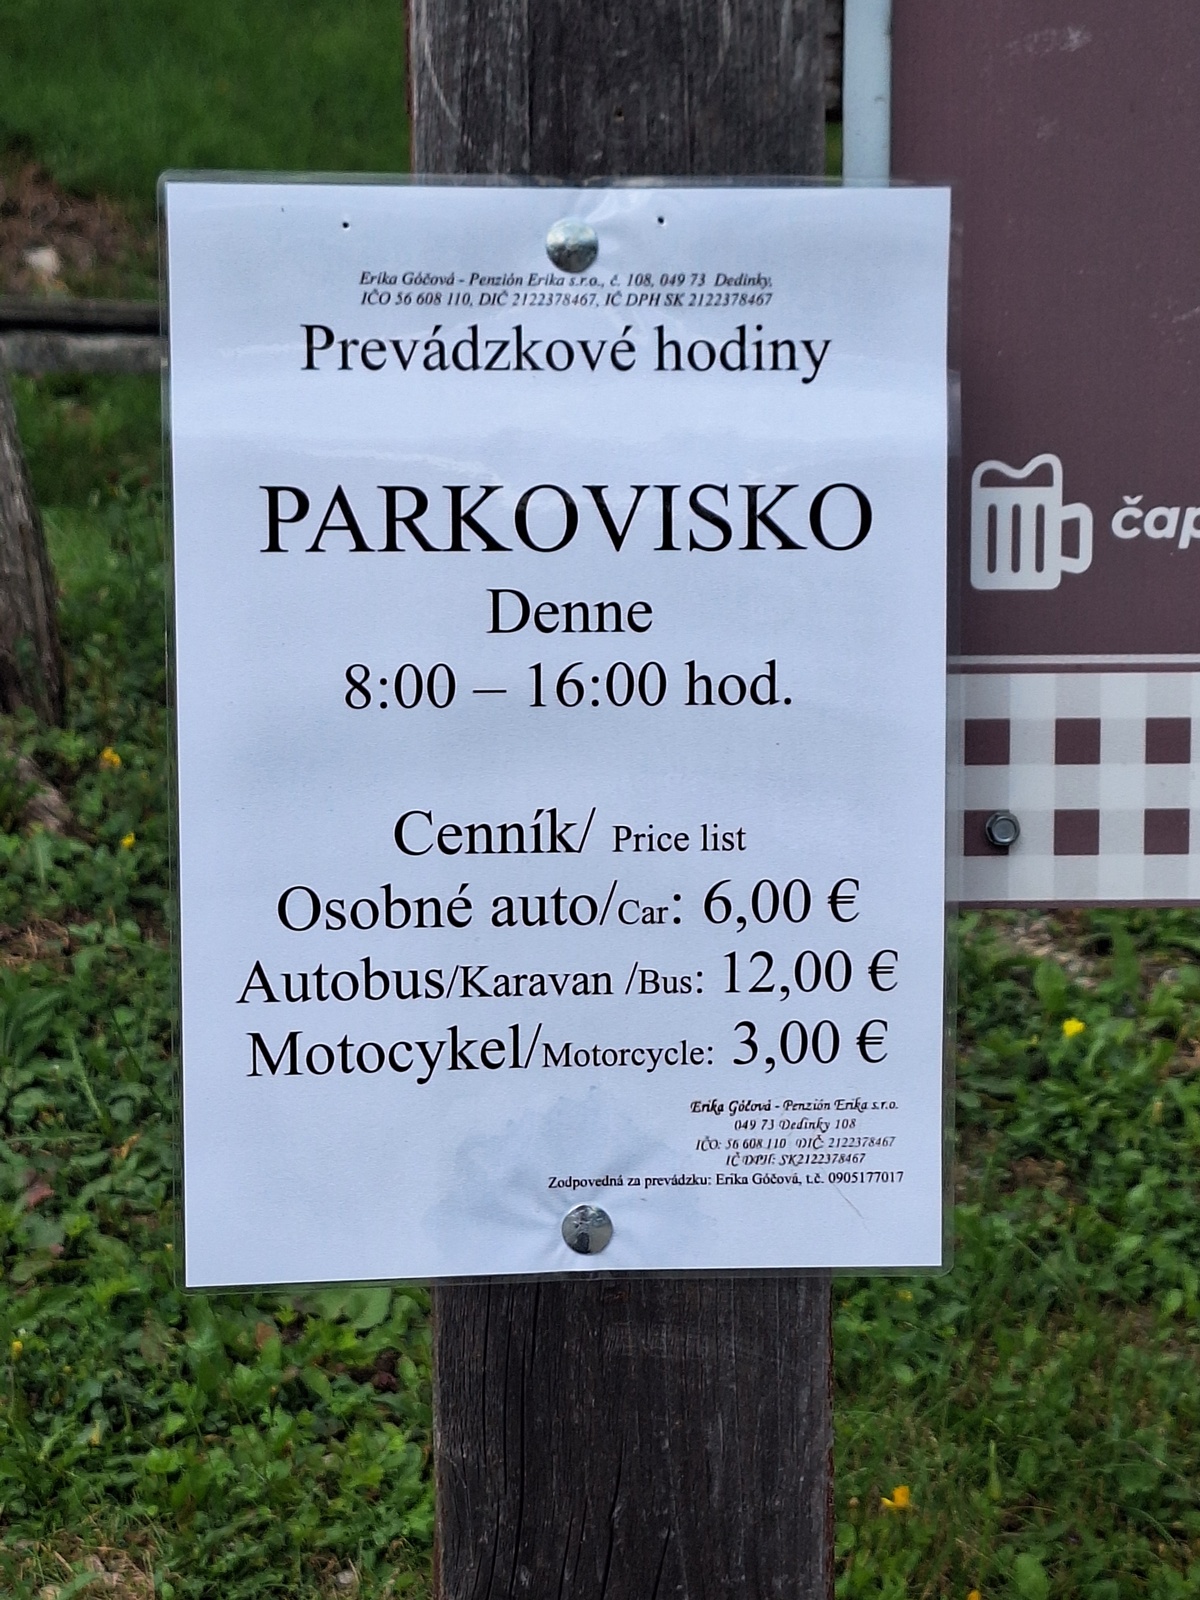 Erika Góčová - Penzión Erika s.r.o., č. 108, 049 73 Dedinky,
IČO 56 608 110, DIČ 2122378467, IČ DPH SK 2122378467
Prevádzkové hodiny
PARKOVISKO
Denne
8:00 – 16:00 hod.
Cenník/ Price list
Osobné auto/Car: 6,00 €
Autobus/Karavan /Bus: 12,00 €
Motocykel/Motorcycle: 3,00 €
Erika Góčová - Penzión Erika s.r.o.
049 73 Dedinky 108
IČO: 56 608 110 DIČ: 2122378467
IČ DPH: SK2122378467
Zodpovedná za prevádzku: Erika Góčová, t.č. 0905177017
čap